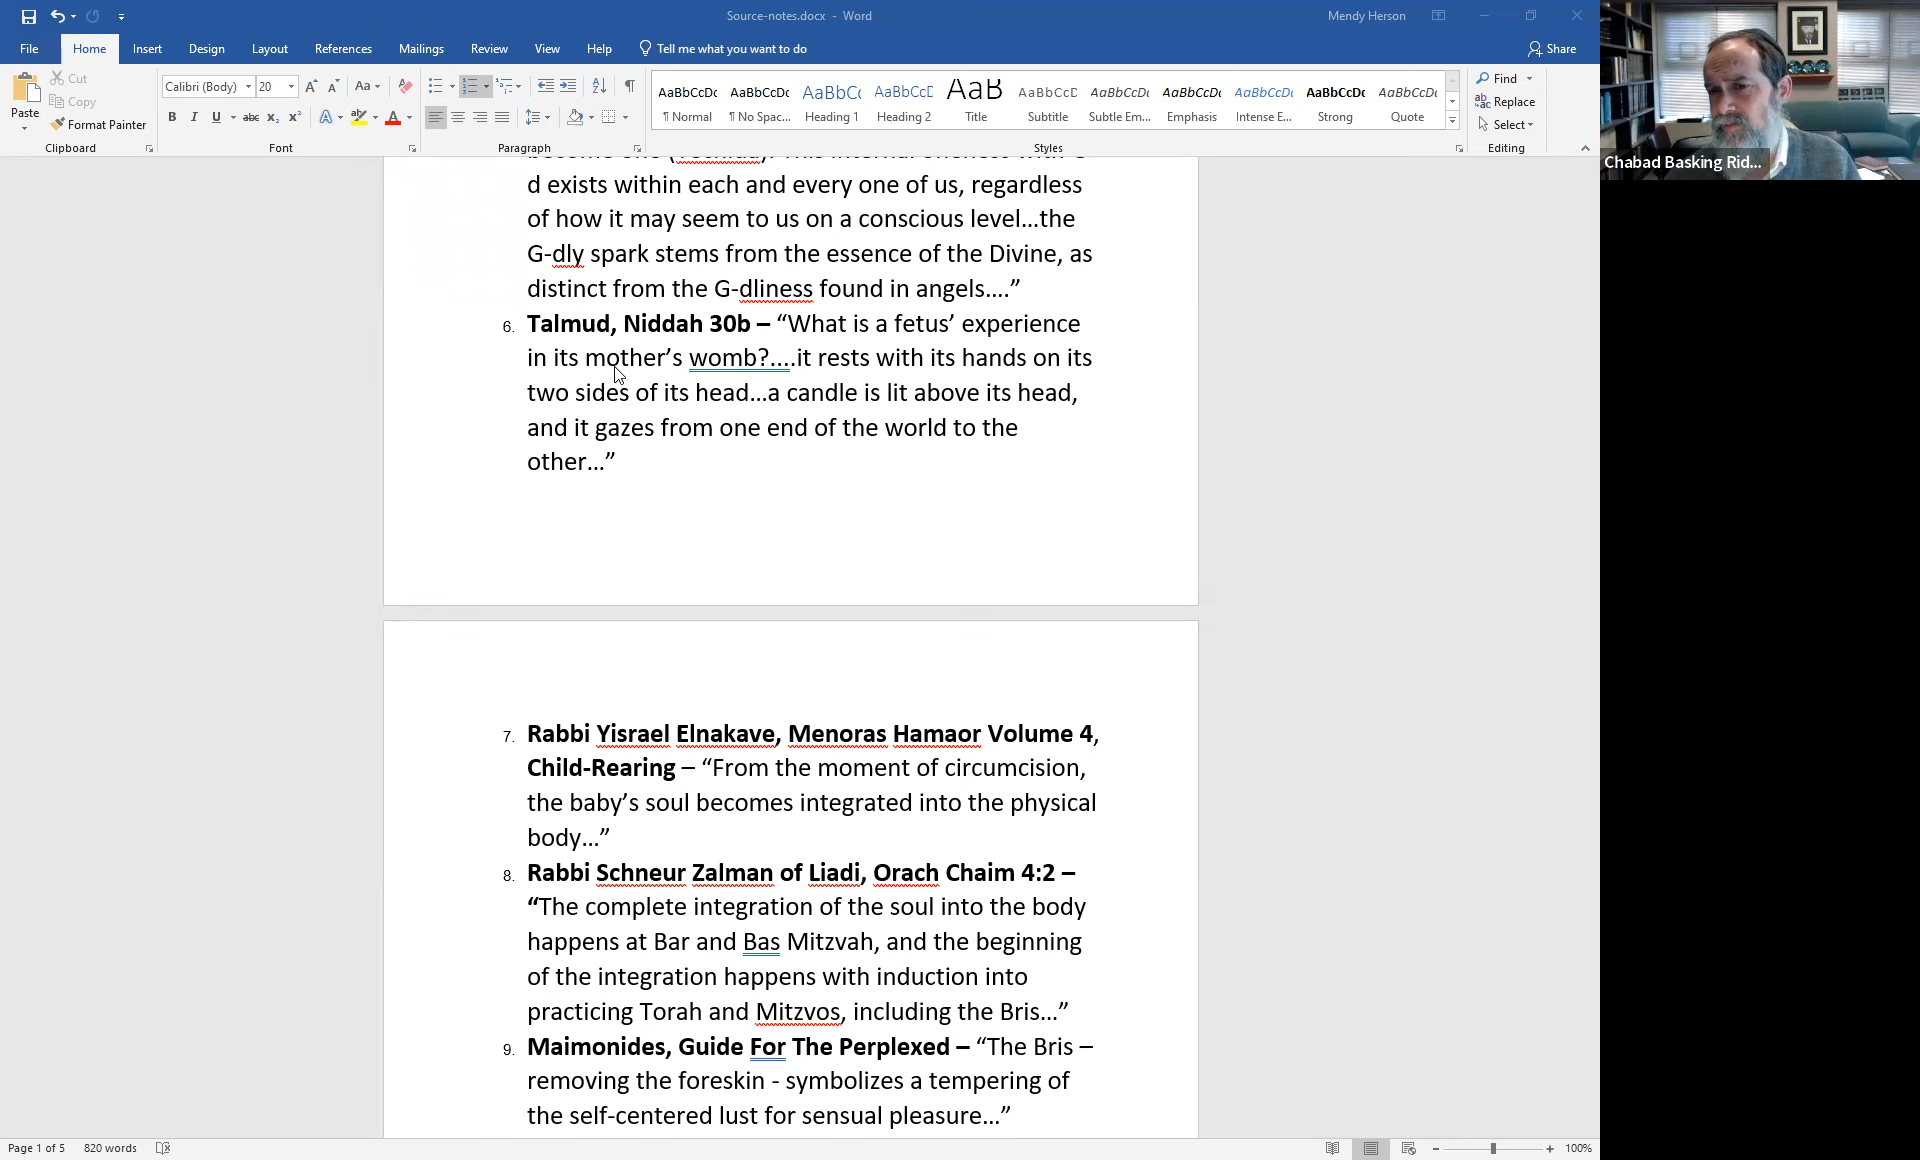 Source-notes.docx - Word
Mendy Herson
File Home Insert Design Layout References Mailings Review View Help Tell me what you want to do
Share
Paste
Cut
Copy
Format Painter
Clipboard
Calibri (Body) 20
Font
Paragraph
AaBbCcDc AaBbCcDc AaBbCc AaBbCcD AaB AaBbCcD AaBbCcDc AaBbCcDc AaBbCcDc AaBbCcDc AaBbCcDc
¶ Normal ¶ No Spac... Heading 1 Heading 2 Title Subtitle Subtle Em... Emphasis Intense E... Strong Quote
Styles
Find
Replace
Select
Editing
Chabad Basking Rid...
d exists within each and every one of us, regardless
of how it may seem to us on a conscious level…the
G-dly spark stems from the essence of the Divine, as
distinct from the G-dliness found in angels….”
6. Talmud, Niddah 30b – “What is a fetus’ experience
in its mother’s womb?....it rests with its hands on its
two sides of its head…a candle is lit above its head,
and it gazes from one end of the world to the
other…”
7. Rabbi Yisrael Elnakave, Menoras Hamaor Volume 4,
Child-Rearing – “From the moment of circumcision,
the baby’s soul becomes integrated into the physical
body…”
8. Rabbi Schneur Zalman of Liadi, Orach Chaim 4:2 –
“The complete integration of the soul into the body
happens at Bar and Bas Mitzvah, and the beginning
of the integration happens with induction into
practicing Torah and Mitzvos, including the Bris…”
9. Maimonides, Guide For The Perplexed – “The Bris –
removing the foreskin - symbolizes a tempering of
the self-centered lust for sensual pleasure…”
Page 1 of 5 820 words
100%